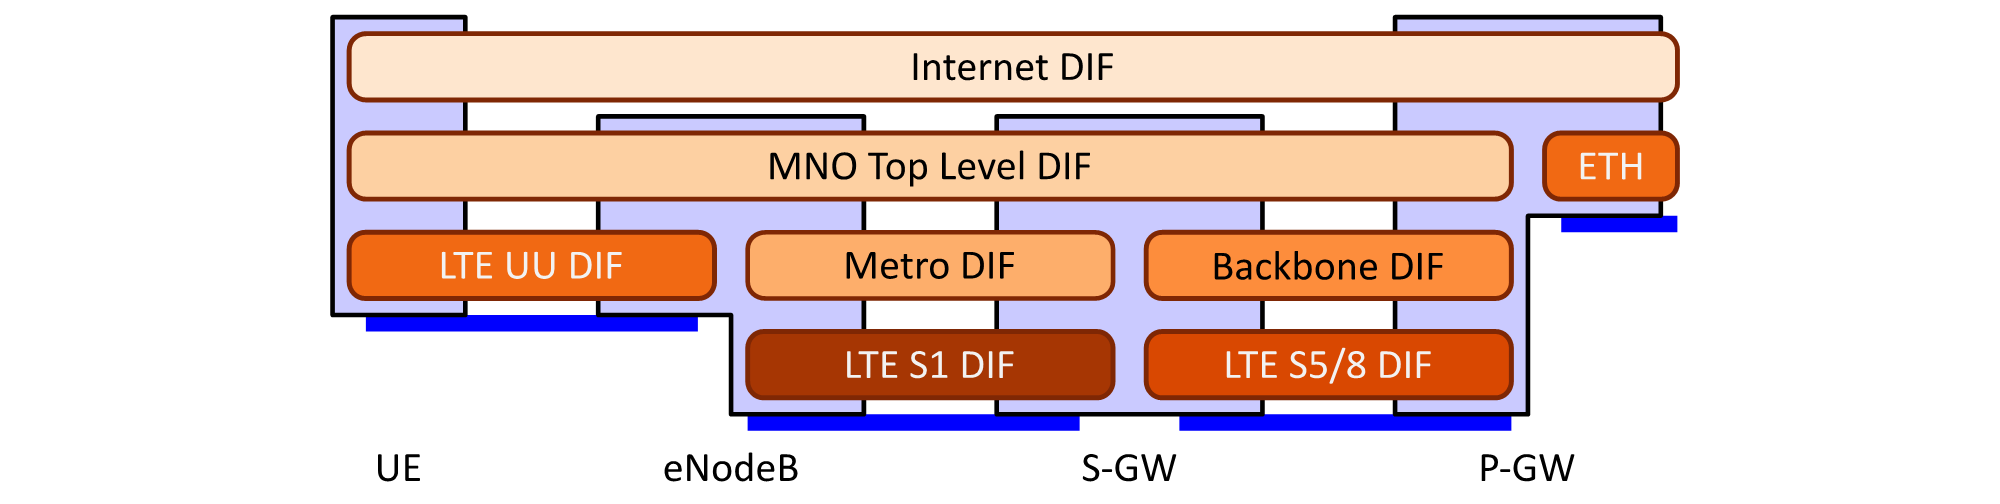 Internet DIF
MNO Top Level DIF
ETH
LTE UU DIF
Metro DIF
Backbone DIF
LTE S1 DIF
LTE S5/8 DIF
UE
eNodeB
S-GW
P-GW